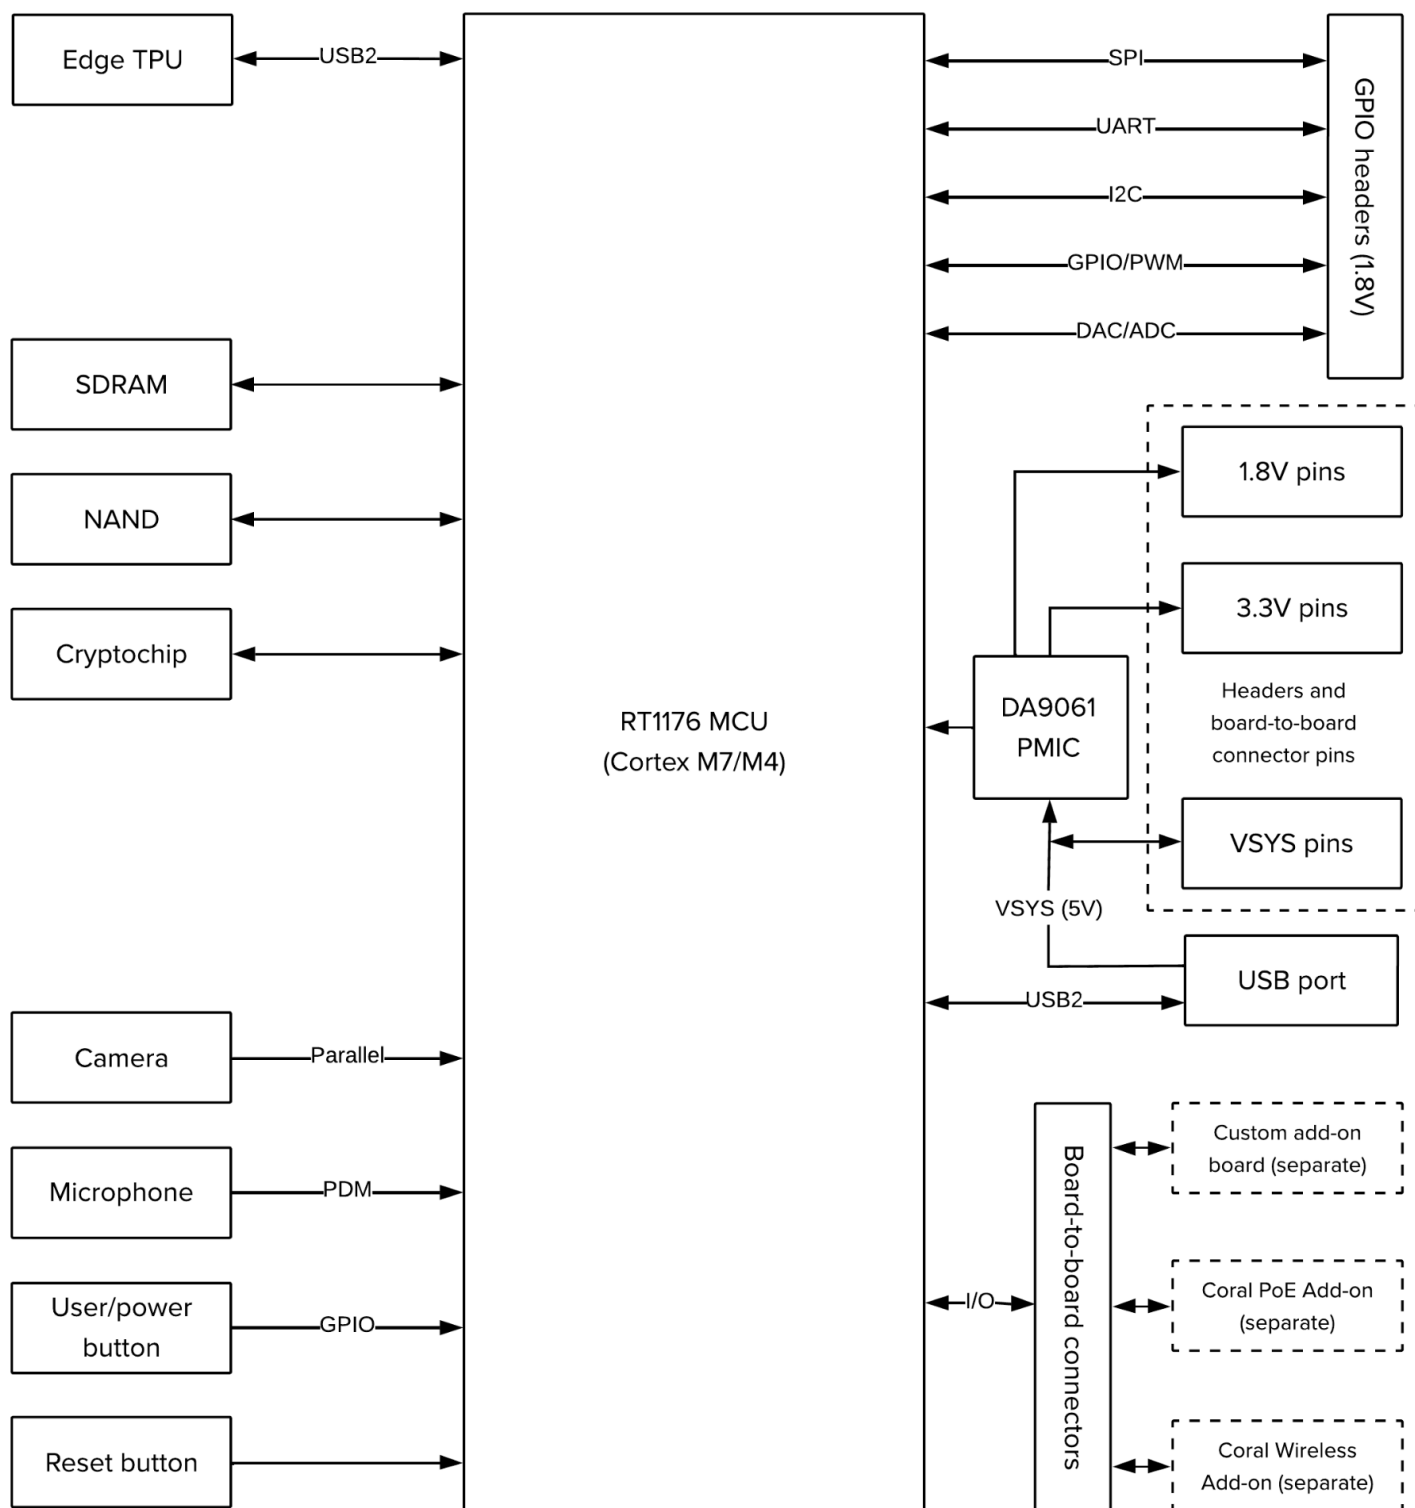 Edge TPU
USB2
SPI
UART
I2C
GPIO/PWM
DAC/ADC
GPIO headers (1.8V)
SDRAM
NAND
Cryptochip
RT1176 MCU
(Cortex M7/M4)
1.8V pins
3.3V pins
DA9061
PMIC
Headers and
board-to-board
connector pins
VSYS pins
VSYS (5V)
USB port
USB2
Camera
Parallel
Microphone
PDM
User/power
button
GPIO
Reset button
I/O
Board-to-board connectors
Custom add-on
board (separate)
Coral PoE Add-on
(separate)
Coral Wireless
Add-on (separate)